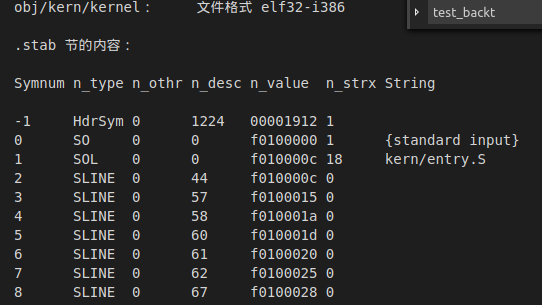 obj/kern/kernel：     文件格式 elf32-i386
test_backt
.stab 节的内容：
Symnum n_type n_othr n_desc n_value  n_strx String
-1     HdrSym 0      1224   00001912 1
0      SO     0      0      f0100000 1      {standard input}
1      SOL    0      0      f010000c 18     kern/entry.S
2      SLINE  0      44     f010000c 0
3      SLINE  0      57     f0100015 0
4      SLINE  0      58     f010001a 0
5      SLINE  0      60     f010001d 0
6      SLINE  0      61     f0100020 0
7      SLINE  0      62     f0100025 0
8      SLINE  0      67     f0100028 0